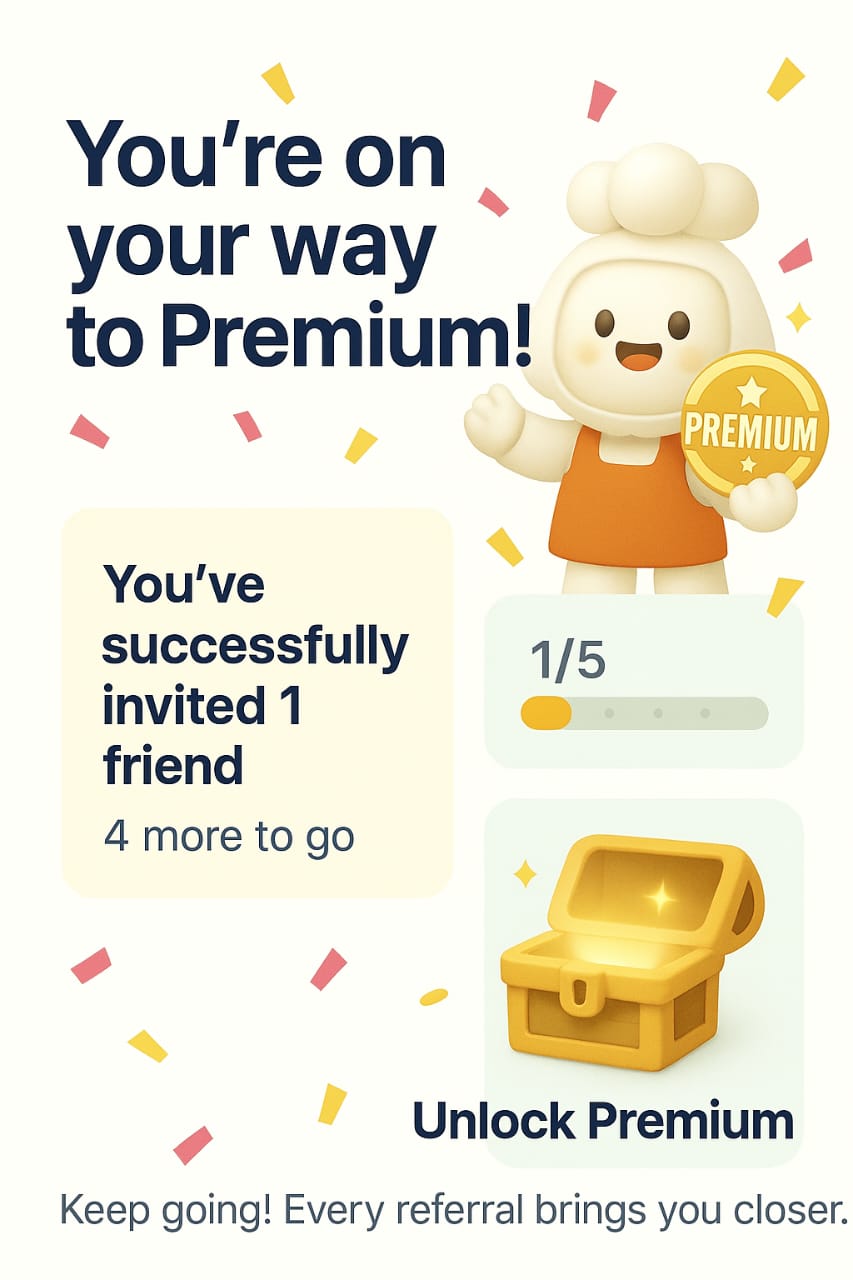 You’re on
your way
to Premium!
PREMIUM
You’ve
successfully
invited 1
friend
4 more to go
1/5
Unlock Premium
Keep going! Every referral brings you closer.